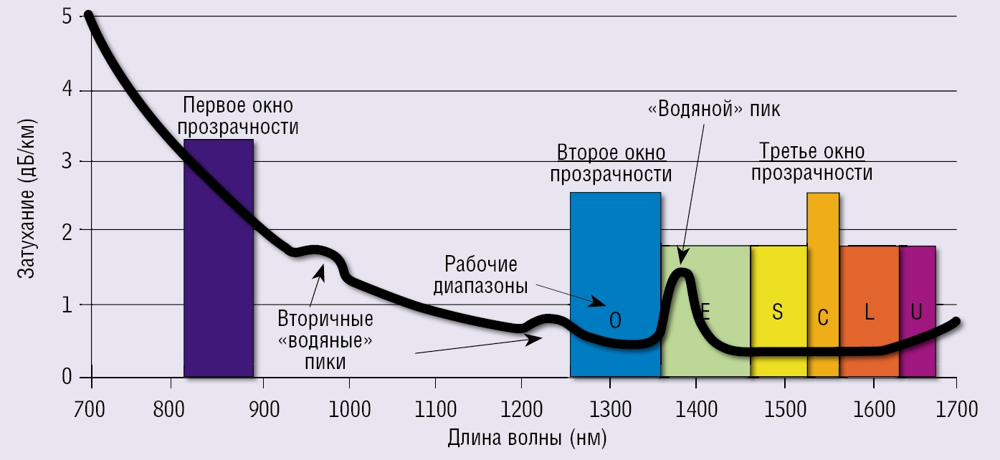 Затухание (дБ/км)
5
4
3
2
1
0
Первое окно
прозрачности
«Водяной» пик
Второе окно
прозрачности
Третье окно
прозрачности
Рабочие
диапазоны
Вторичные
«водяные»
пики
O
E
S
C
L
U
700 800 900 1000 1100 1200 1300 1400 1500 1600 1700
Длина волны (нм)